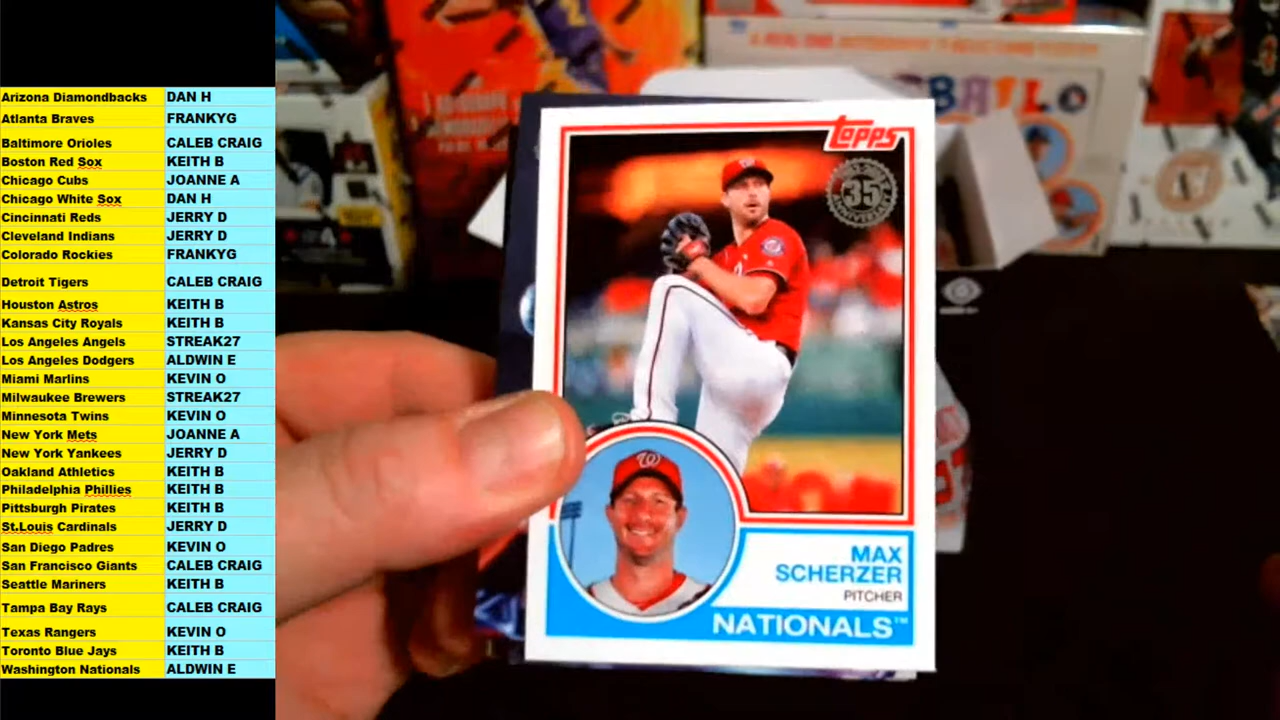 Arizona Diamondbacks DAN H
Atlanta Braves FRANKYG
Baltimore Orioles CALEB CRAIG
Boston Red Sox KEITH B
Chicago Cubs JOANNE A
Chicago White Sox DAN H
Cincinnati Reds JERRY D
Cleveland Indians JERRY D
Colorado Rockies FRANKYG
Detroit Tigers CALEB CRAIG
Houston Astros KEITH B
Kansas City Royals KEITH B
Los Angeles Angels STREAK27
Los Angeles Dodgers ALDWIN E
Miami Marlins KEVIN O
Milwaukee Brewers STREAK27
Minnesota Twins KEVIN O
New York Mets JOANNE A
New York Yankees JERRY D
Oakland Athletics KEITH B
Philadelphia Phillies KEITH B
Pittsburgh Pirates KEITH B
St.Louis Cardinals JERRY D
San Diego Padres KEVIN O
San Francisco Giants CALEB CRAIG
Seattle Mariners KEITH B
Tampa Bay Rays CALEB CRAIG
Texas Rangers KEVIN O
Toronto Blue Jays KEITH B
Washington Nationals ALDWIN E
Topps
35
ANNIVERSARY
MAX
SCHERZER
PITCHER
NATIONALS™